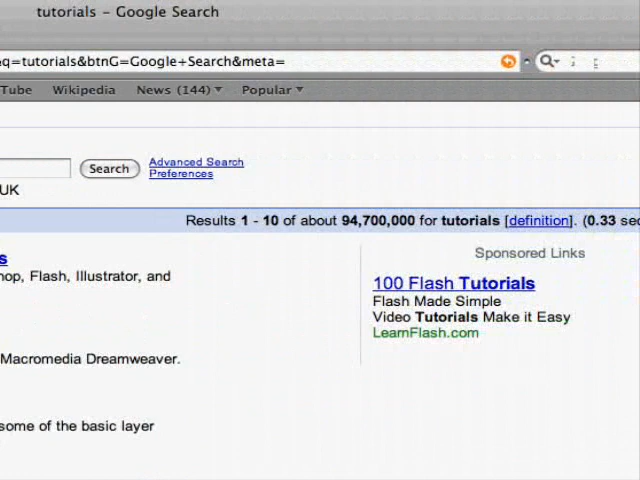 tutorials – Google Search
q=tutorials&btnG=Google+Search&meta=
Tube Wikipedia News (144) Popular
Search Advanced Search
Preferences
UK
Results 1 - 10 of about 94,700,000 for tutorials [definition]. (0.33 sec
s
hop, Flash, Illustrator, and
Macromedia Dreamweaver.
some of the basic layer
Sponsored Links
100 Flash Tutorials
Flash Made Simple
Video Tutorials Make it Easy
LearnFlash.com